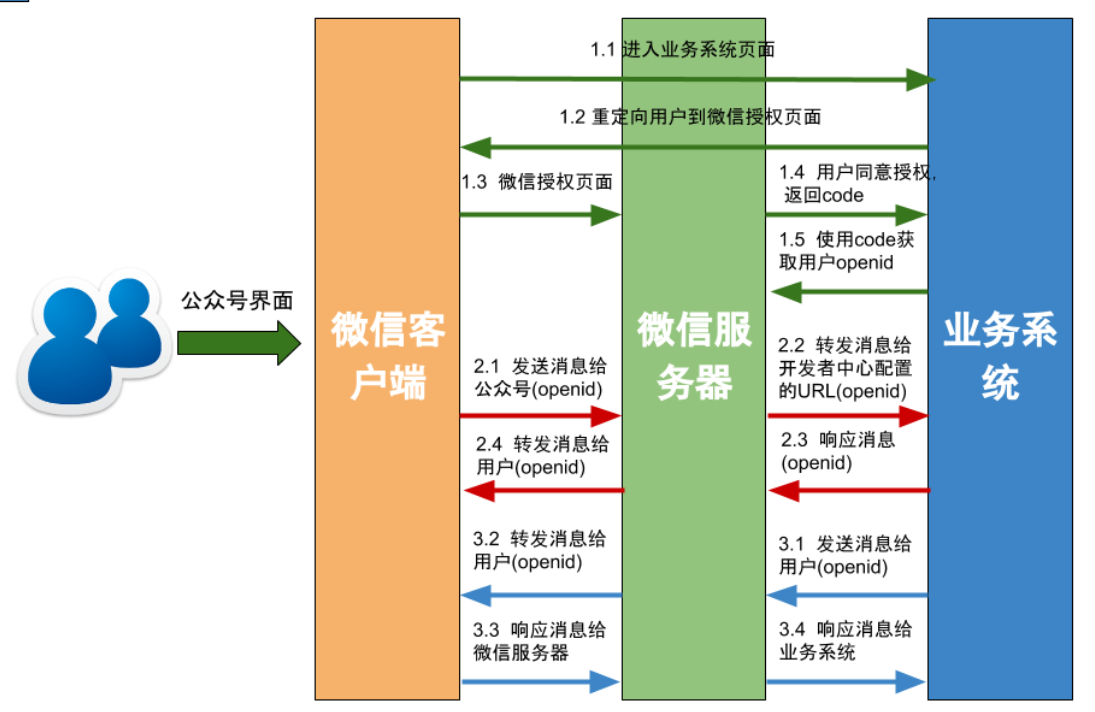 1.1 进入业务系统页面
1.2 重定向用户到微信授权页面
1.3 微信授权页面
1.4 用户同意授权,
返回code
1.5 使用code获
取用户openid
公众号界面
微信客
户端
微信服
务器
业务系
统
2.1 发送消息给
公众号(openid)
2.2 转发消息给
开发者中心配置
的URL(openid)
2.4 转发消息给
用户(openid)
2.3 响应消息
(openid)
3.2 转发消息给
用户(openid)
3.1 发送消息给
用户(openid)
3.3 响应消息给
微信服务器
3.4 响应消息给
业务系统